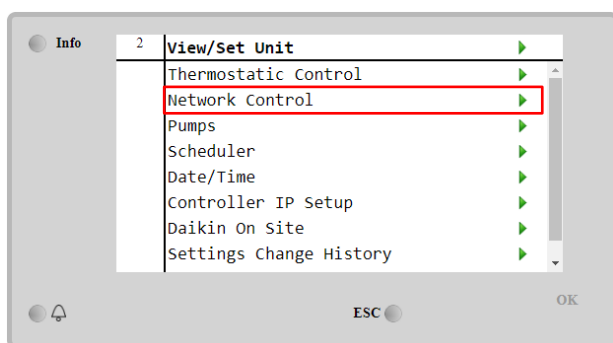 Info
2 View/Set Unit
Thermostatic Control
Network Control
Pumps
Scheduler
Date/Time
Controller IP Setup
Daikin On Site
Settings Change History
ESC
OK